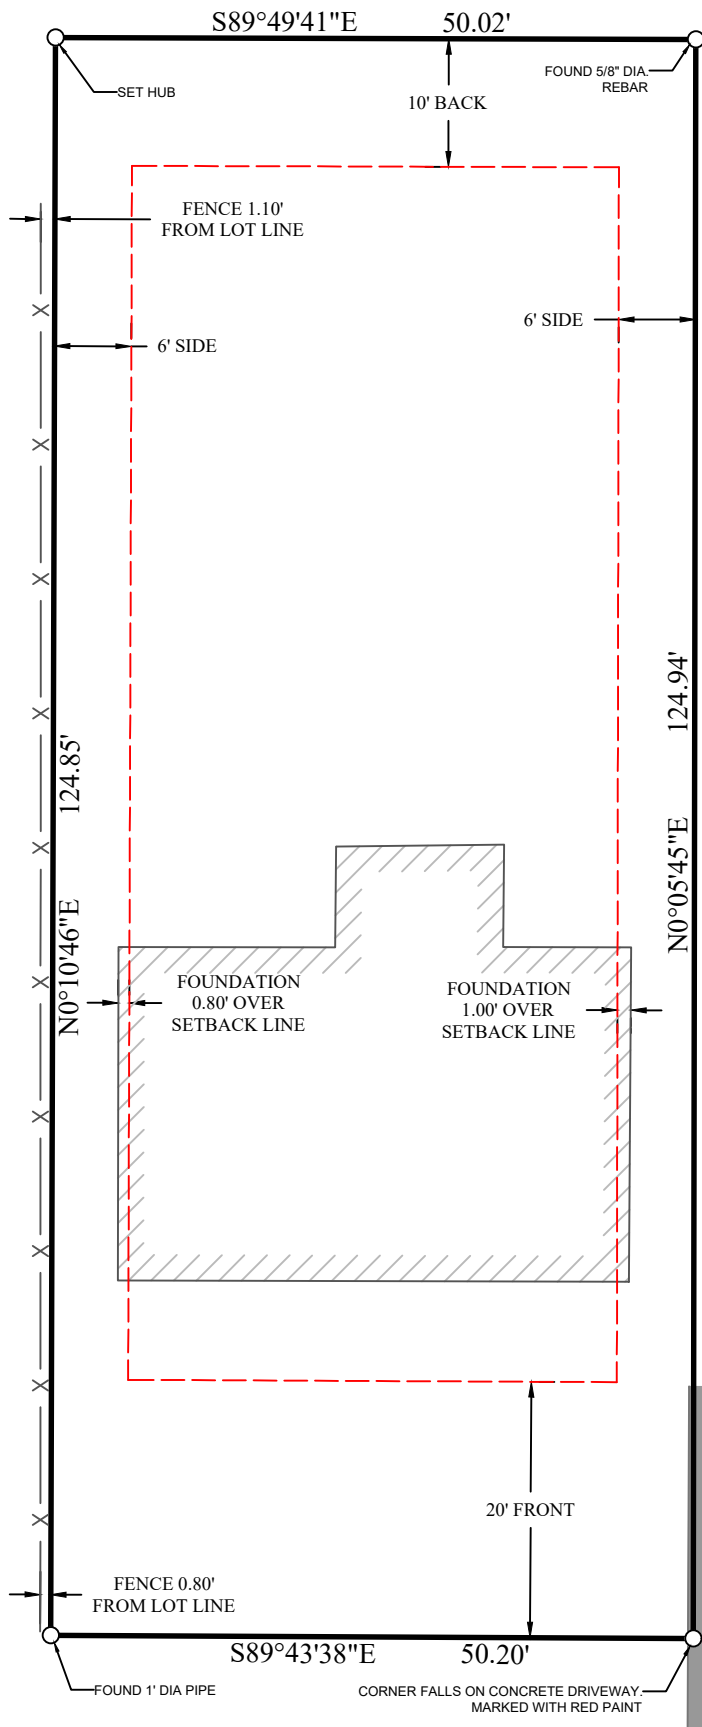 S89°49'41"E 50.02'
SET HUB
FOUND 5/8" DIA.
REBAR
10' BACK
FENCE 1.10'
FROM LOT LINE
6' SIDE
6' SIDE
X
X
X
X
X
X
X
X
X
X
124.85'
N0°10'46"E
124.94'
N0°05'45"E
FOUNDATION
0.80' OVER
SETBACK LINE
FOUNDATION
1.00' OVER
SETBACK LINE
20' FRONT
FENCE 0.80'
FROM LOT LINE
S89°43'38"E 50.20'
FOUND 1' DIA PIPE
CORNER FALLS ON CONCRETE DRIVEWAY.
MARKED WITH RED PAINT